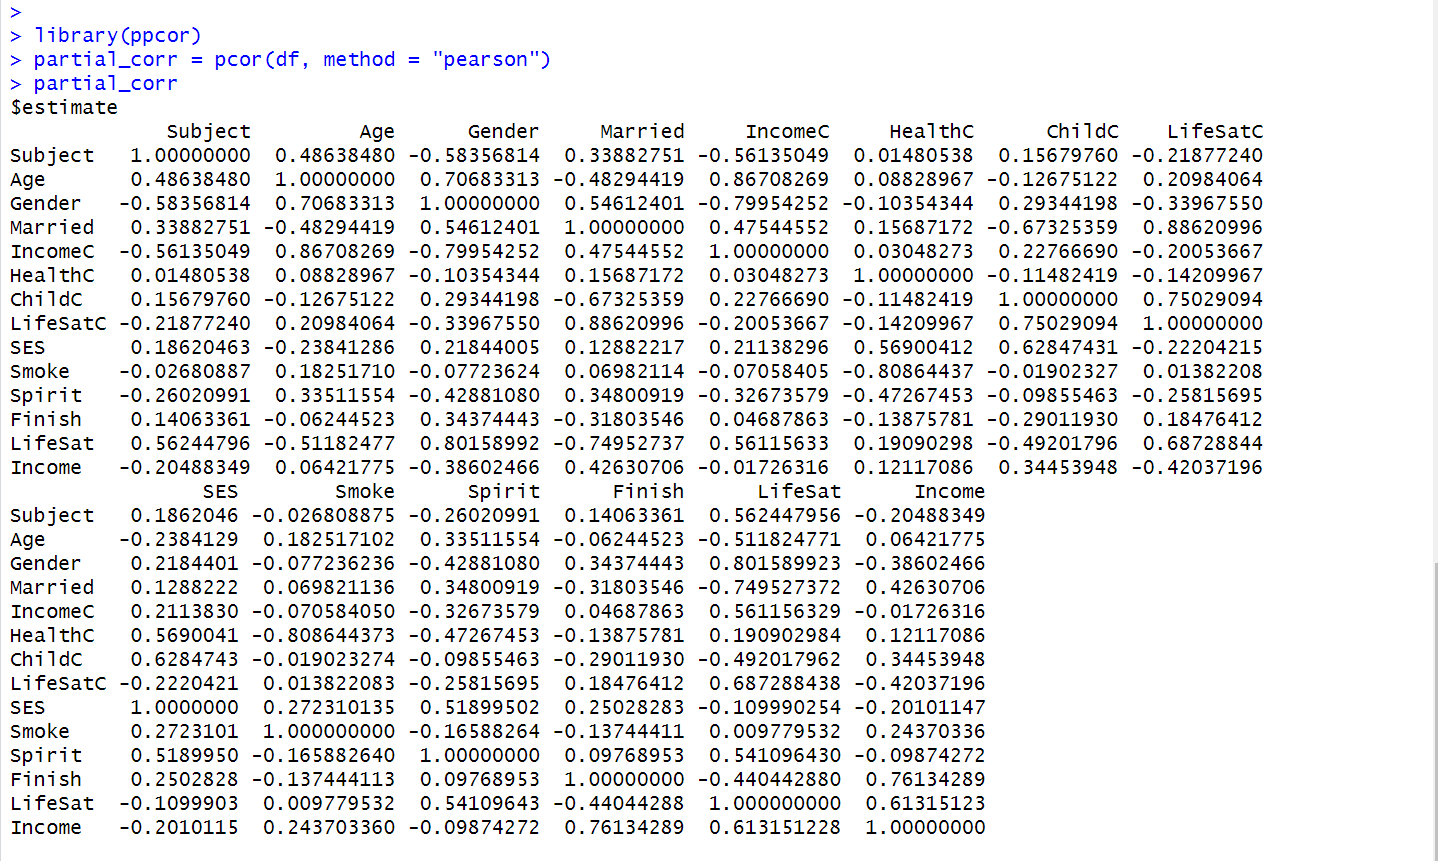 >
> library(ppcor)
> partial_corr = pcor(df, method = "pearson")
> partial_corr
$estimate
Subject Age Gender Married IncomeC HealthC ChildC LifeSatC
Subject 1.00000000 0.48638480 -0.58356814 0.33882751 -0.56135049 0.01480538 0.15679760 -0.21877240
Age 0.48638480 1.00000000 0.70683313 -0.48294419 0.86708269 0.08828967 -0.12675122 0.20984064
Gender -0.58356814 0.70683313 1.00000000 0.54612401 -0.79954252 -0.10354344 0.29344198 -0.33967550
Married 0.33882751 -0.48294419 0.54612401 1.00000000 0.47544552 0.15687172 -0.67325359 0.88620996
IncomeC -0.56135049 0.86708269 -0.79954252 0.47544552 1.00000000 0.03048273 0.22766690 -0.20053667
HealthC 0.01480538 0.08828967 -0.10354344 0.15687172 0.03048273 1.00000000 -0.11482419 -0.14209967
ChildC 0.15679760 -0.12675122 0.29344198 -0.67325359 0.22766690 -0.11482419 1.00000000 0.75029094
LifeSatC -0.21877240 0.20984064 -0.33967550 0.88620996 -0.20053667 -0.14209967 0.75029094 1.00000000
SES 0.18620463 -0.23841286 0.21844005 0.12882217 0.21138296 0.56900412 0.62847431 -0.22204215
Smoke -0.02680887 0.18251710 -0.07723624 0.06982114 -0.07058405 -0.80864437 -0.01902327 0.01382208
Spirit -0.26020991 0.33511554 -0.42881080 0.34800919 -0.32673579 -0.47267453 -0.09855463 -0.25815695
Finish 0.14063361 -0.06244523 0.34374443 -0.31803546 0.04687863 -0.13875781 -0.29011930 0.18476412
LifeSat 0.56244796 -0.51182477 0.80158992 -0.74952737 0.56115633 0.19090298 -0.49201796 0.68728844
Income -0.20488349 0.06421775 -0.38602466 0.42630706 -0.01726316 0.12117086 0.34453948 -0.42037196
SES Smoke Spirit Finish LifeSat Income
Subject 0.1862046 -0.026808875 -0.26020991 0.14063361 0.562447956 -0.20488349
Age -0.2384129 0.182517102 0.33511554 -0.06244523 -0.511824771 0.06421775
Gender 0.2184401 -0.077236236 -0.42881080 0.34374443 0.801589923 -0.38602466
Married 0.1288222 0.069821136 0.34800919 -0.31803546 -0.749527372 0.42630706
IncomeC 0.2113830 -0.070584050 -0.32673579 0.04687863 0.561156329 -0.01726316
HealthC 0.5690041 -0.808644373 -0.47267453 -0.13875781 0.190902984 0.12117086
ChildC 0.6284743 -0.019023274 -0.09855463 -0.29011930 -0.492017962 0.34453948
LifeSatC -0.2220421 0.013822083 -0.25815695 0.18476412 0.687288438 -0.42037196
SES 1.0000000 0.272310135 0.51899502 0.25028283 -0.109990254 -0.20101147
Smoke 0.2723101 1.000000000 -0.16588264 -0.13744411 0.009779532 0.24370336
Spirit 0.5189950 -0.165882640 1.00000000 0.09768953 0.541096430 -0.09874272
Finish 0.2502828 -0.137444113 0.09768953 1.00000000 -0.440442880 0.76134289
LifeSat -0.1099903 0.009779532 0.54109643 -0.44044288 1.000000000 0.61315123
Income -0.2010115 0.243703360 -0.09874272 0.76134289 0.613151228 1.00000000